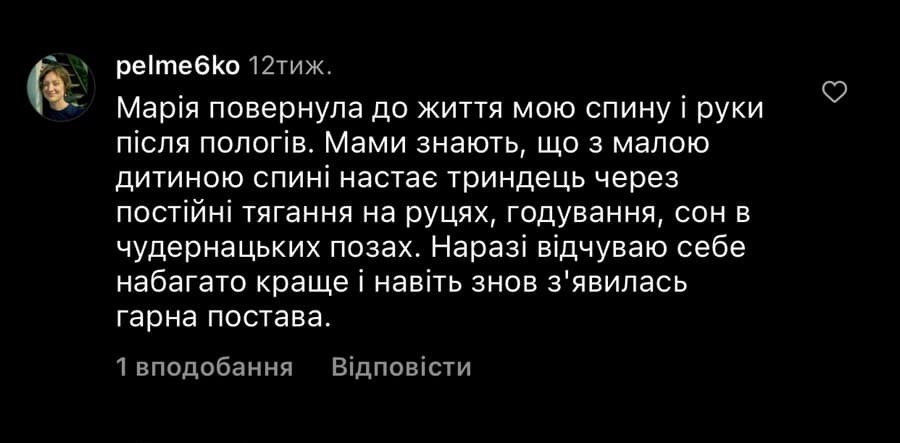 pelme6ko 12тиж.
Марія повернула до життя мою спину і руки
після пологів. Мами знають, що з малою
дитиною спині настає триндець через
постійні тягання на руцях, годування, сон в
чудернацьких позах. Наразі відчуваю себе
набагато краще і навіть знов з'явилась
гарна постава.
1 вподобання Відповісти